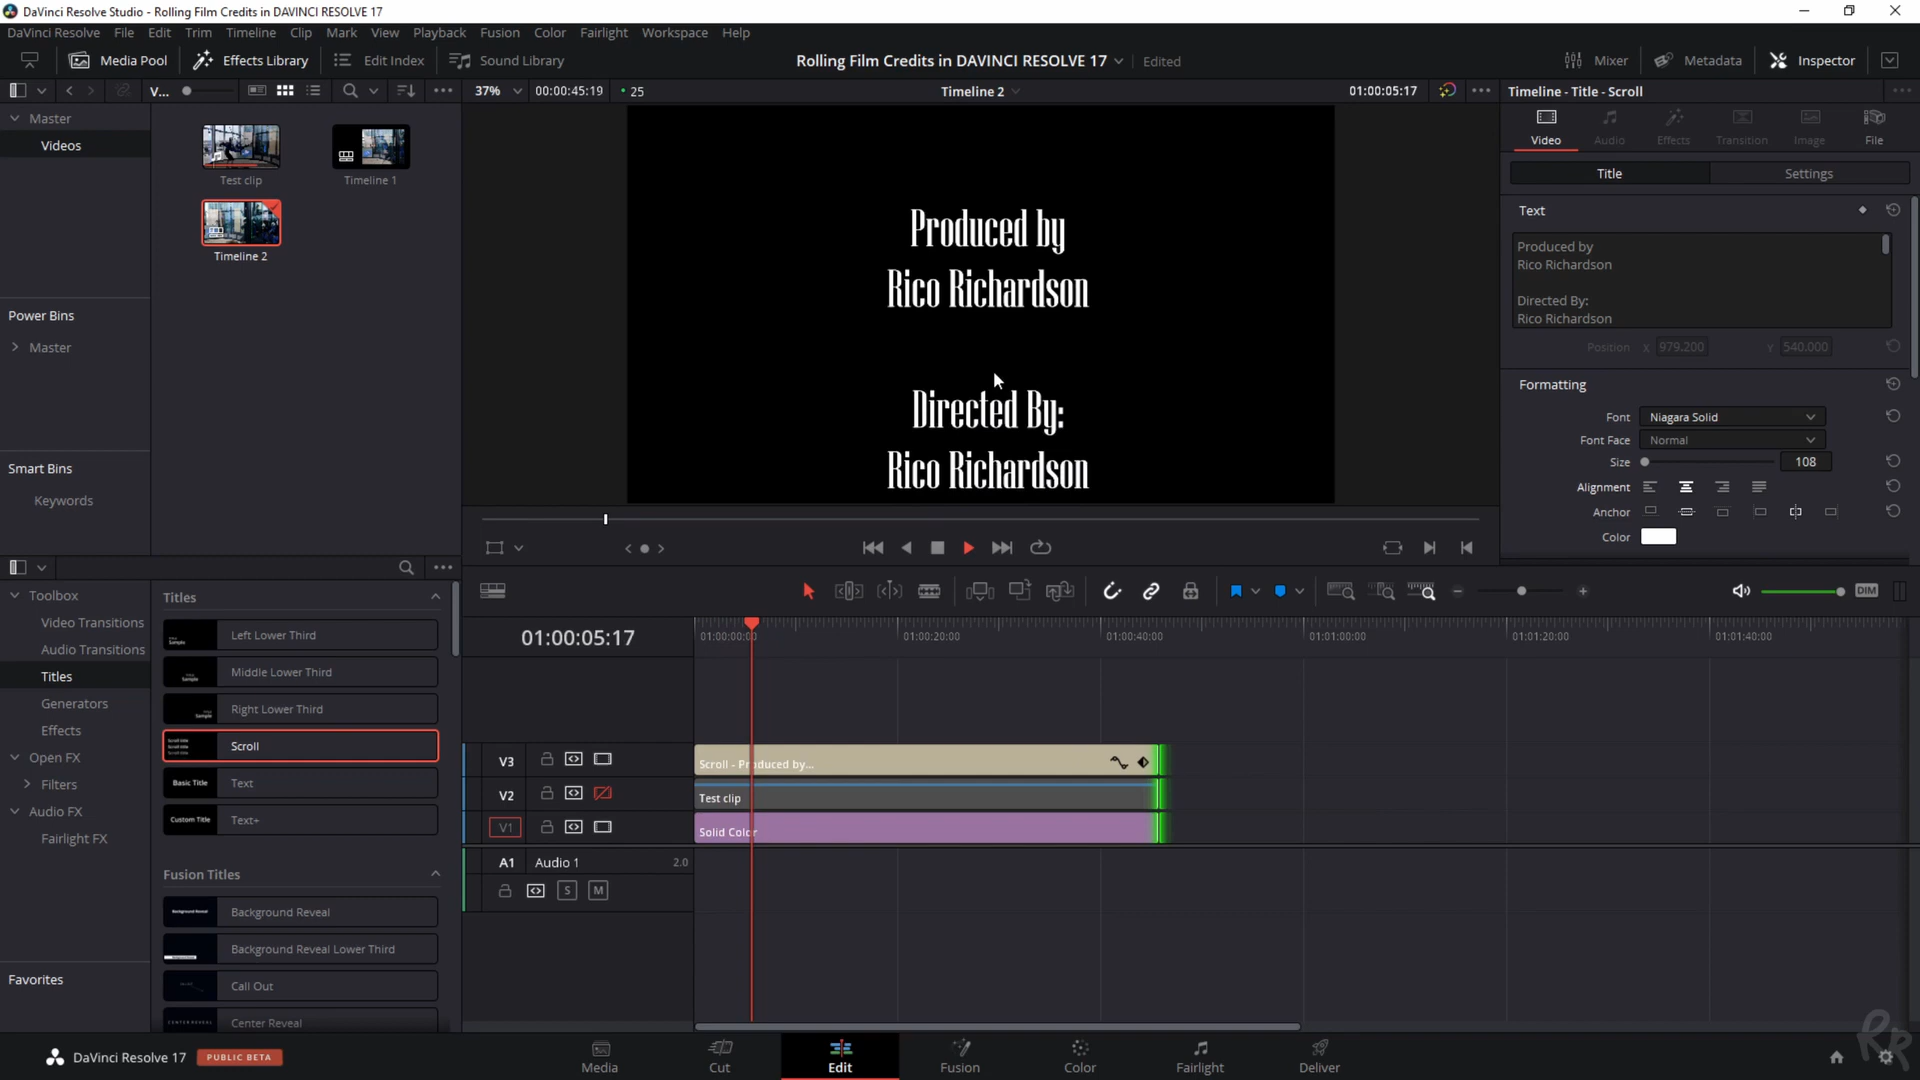 DaVinci Resolve Studio - Rolling Film Credits in DAVINCI RESOLVE 17
DaVinci Resolve File Edit Trim Timeline Clip Mark View Playback Fusion Color Fairlight Workspace Help
Media Pool Effects Library Edit Index Sound Library Rolling Film Credits in DAVINCI RESOLVE 17 Edited Mixer Metadata Inspector
V... 37% 00:00:45:19 25 Timeline 2 01:00:05:17 Timeline - Title - Scroll
Master
Videos
Test clip
Timeline 1
Timeline 2
Power Bins
Master
Smart Bins
Keywords
Produced by
Rico Richardson
Directed By:
Rico Richardson
Video Audio Effects Transition Image File
Title Settings
Text
Produced by
Rico Richardson
Directed By:
Rico Richardson
Position X 979.200 Y 540.000
Formatting
Font Niagara Solid
Font Face Normal
Size 108
Alignment
Anchor
Color
Toolbox
Video Transitions
Audio Transitions
Titles
Generators
Effects
Open FX
Filters
Audio FX
Fairlight FX
Favorites
Titles
Left Lower Third
Middle Lower Third
Right Lower Third
Scroll
Basic Title Text
Custom Title Text+
Fusion Titles
Background Reveal Background Reveal
Background Reveal Lower Third
Call Out
CENTER REVEAL Center Reveal
DIM
01:00:05:17
01:00:00:00 01:00:20:00 01:00:40:00 01:01:00:00 01:01:20:00 01:01:40:00
V3 Scroll - Produced by...
V2 Test clip
V1 Solid Color
A1 Audio 1 2.0
S M
DaVinci Resolve 17 PUBLIC BETA
Media Cut Edit Fusion Color Fairlight Deliver
RR